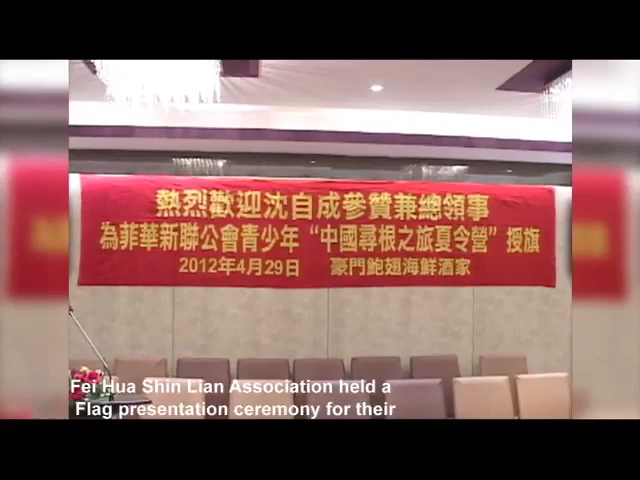 熱烈歡迎沈自成參贊兼總領事
為菲華新聯公會青少年“中國尋根之旅夏令營”授旗
2012年4月29日 豪門鮑翅海鮮酒家
Fei Hua Shin Lian Association held a
Flag presentation ceremony for their